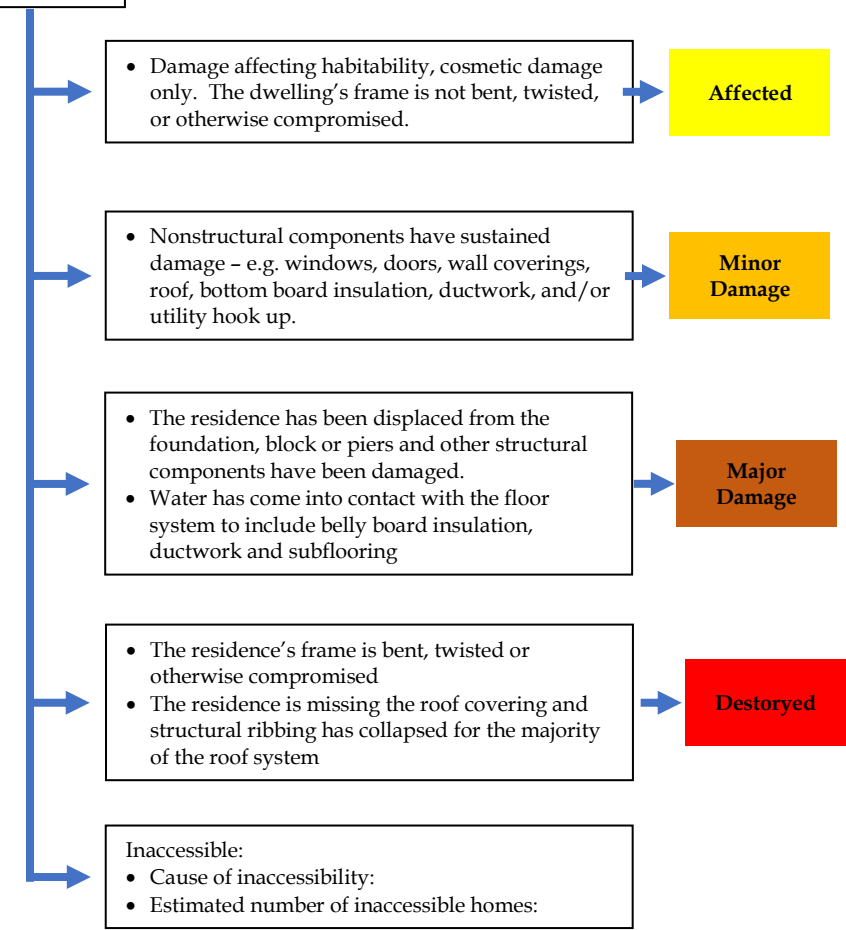 • Damage affecting habitability, cosmetic damage
only.  The dwelling's frame is not bent, twisted,
or otherwise compromised.
Affected
• Nonstructural components have sustained
damage – e.g. windows, doors, wall coverings,
roof, bottom board insulation, ductwork, and/or
utility hook up.
Minor
Damage
• The residence has been displaced from the
foundation, block or piers and other structural
components have been damaged.
• Water has come into contact with the floor
system to include belly board insulation,
ductwork and subflooring
Major
Damage
• The residence's frame is bent, twisted or
otherwise compromised
• The residence is missing the roof covering and
structural ribbing has collapsed for the majority
of the roof system
Destoryed
Inaccessible:
• Cause of inaccessibility:
• Estimated number of inaccessible homes: